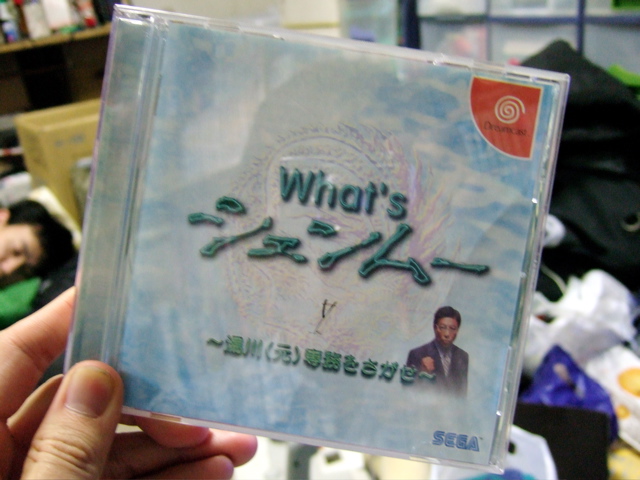 Dreamcast
What's
シェンムー
～湯川（元）専務をさがせ～
SEGA